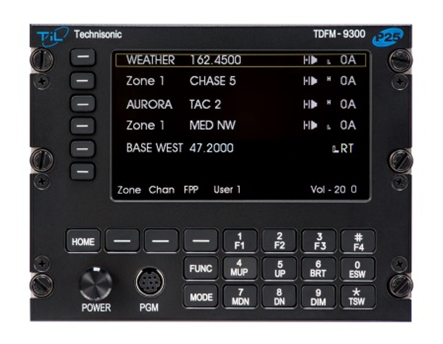 TiL Technisonic TDFM-9300 P25
WEATHER 162.4500 L 0A
Zone 1 CHASE 5 H 0A
AURORA TAC 2 H 0A
Zone 1 MED NW L 0A
BASE WEST 47.2000 LRT
Zone Chan FPP User 1 Vol - 20 0
HOME — — — 1 F1 2 F2 3 F3 # F4
FUNC 4 MUP 5 UP 6 BRT 0 ESW
MODE 7 MDN 8 DN 9 DIM * TSW
POWER PGM